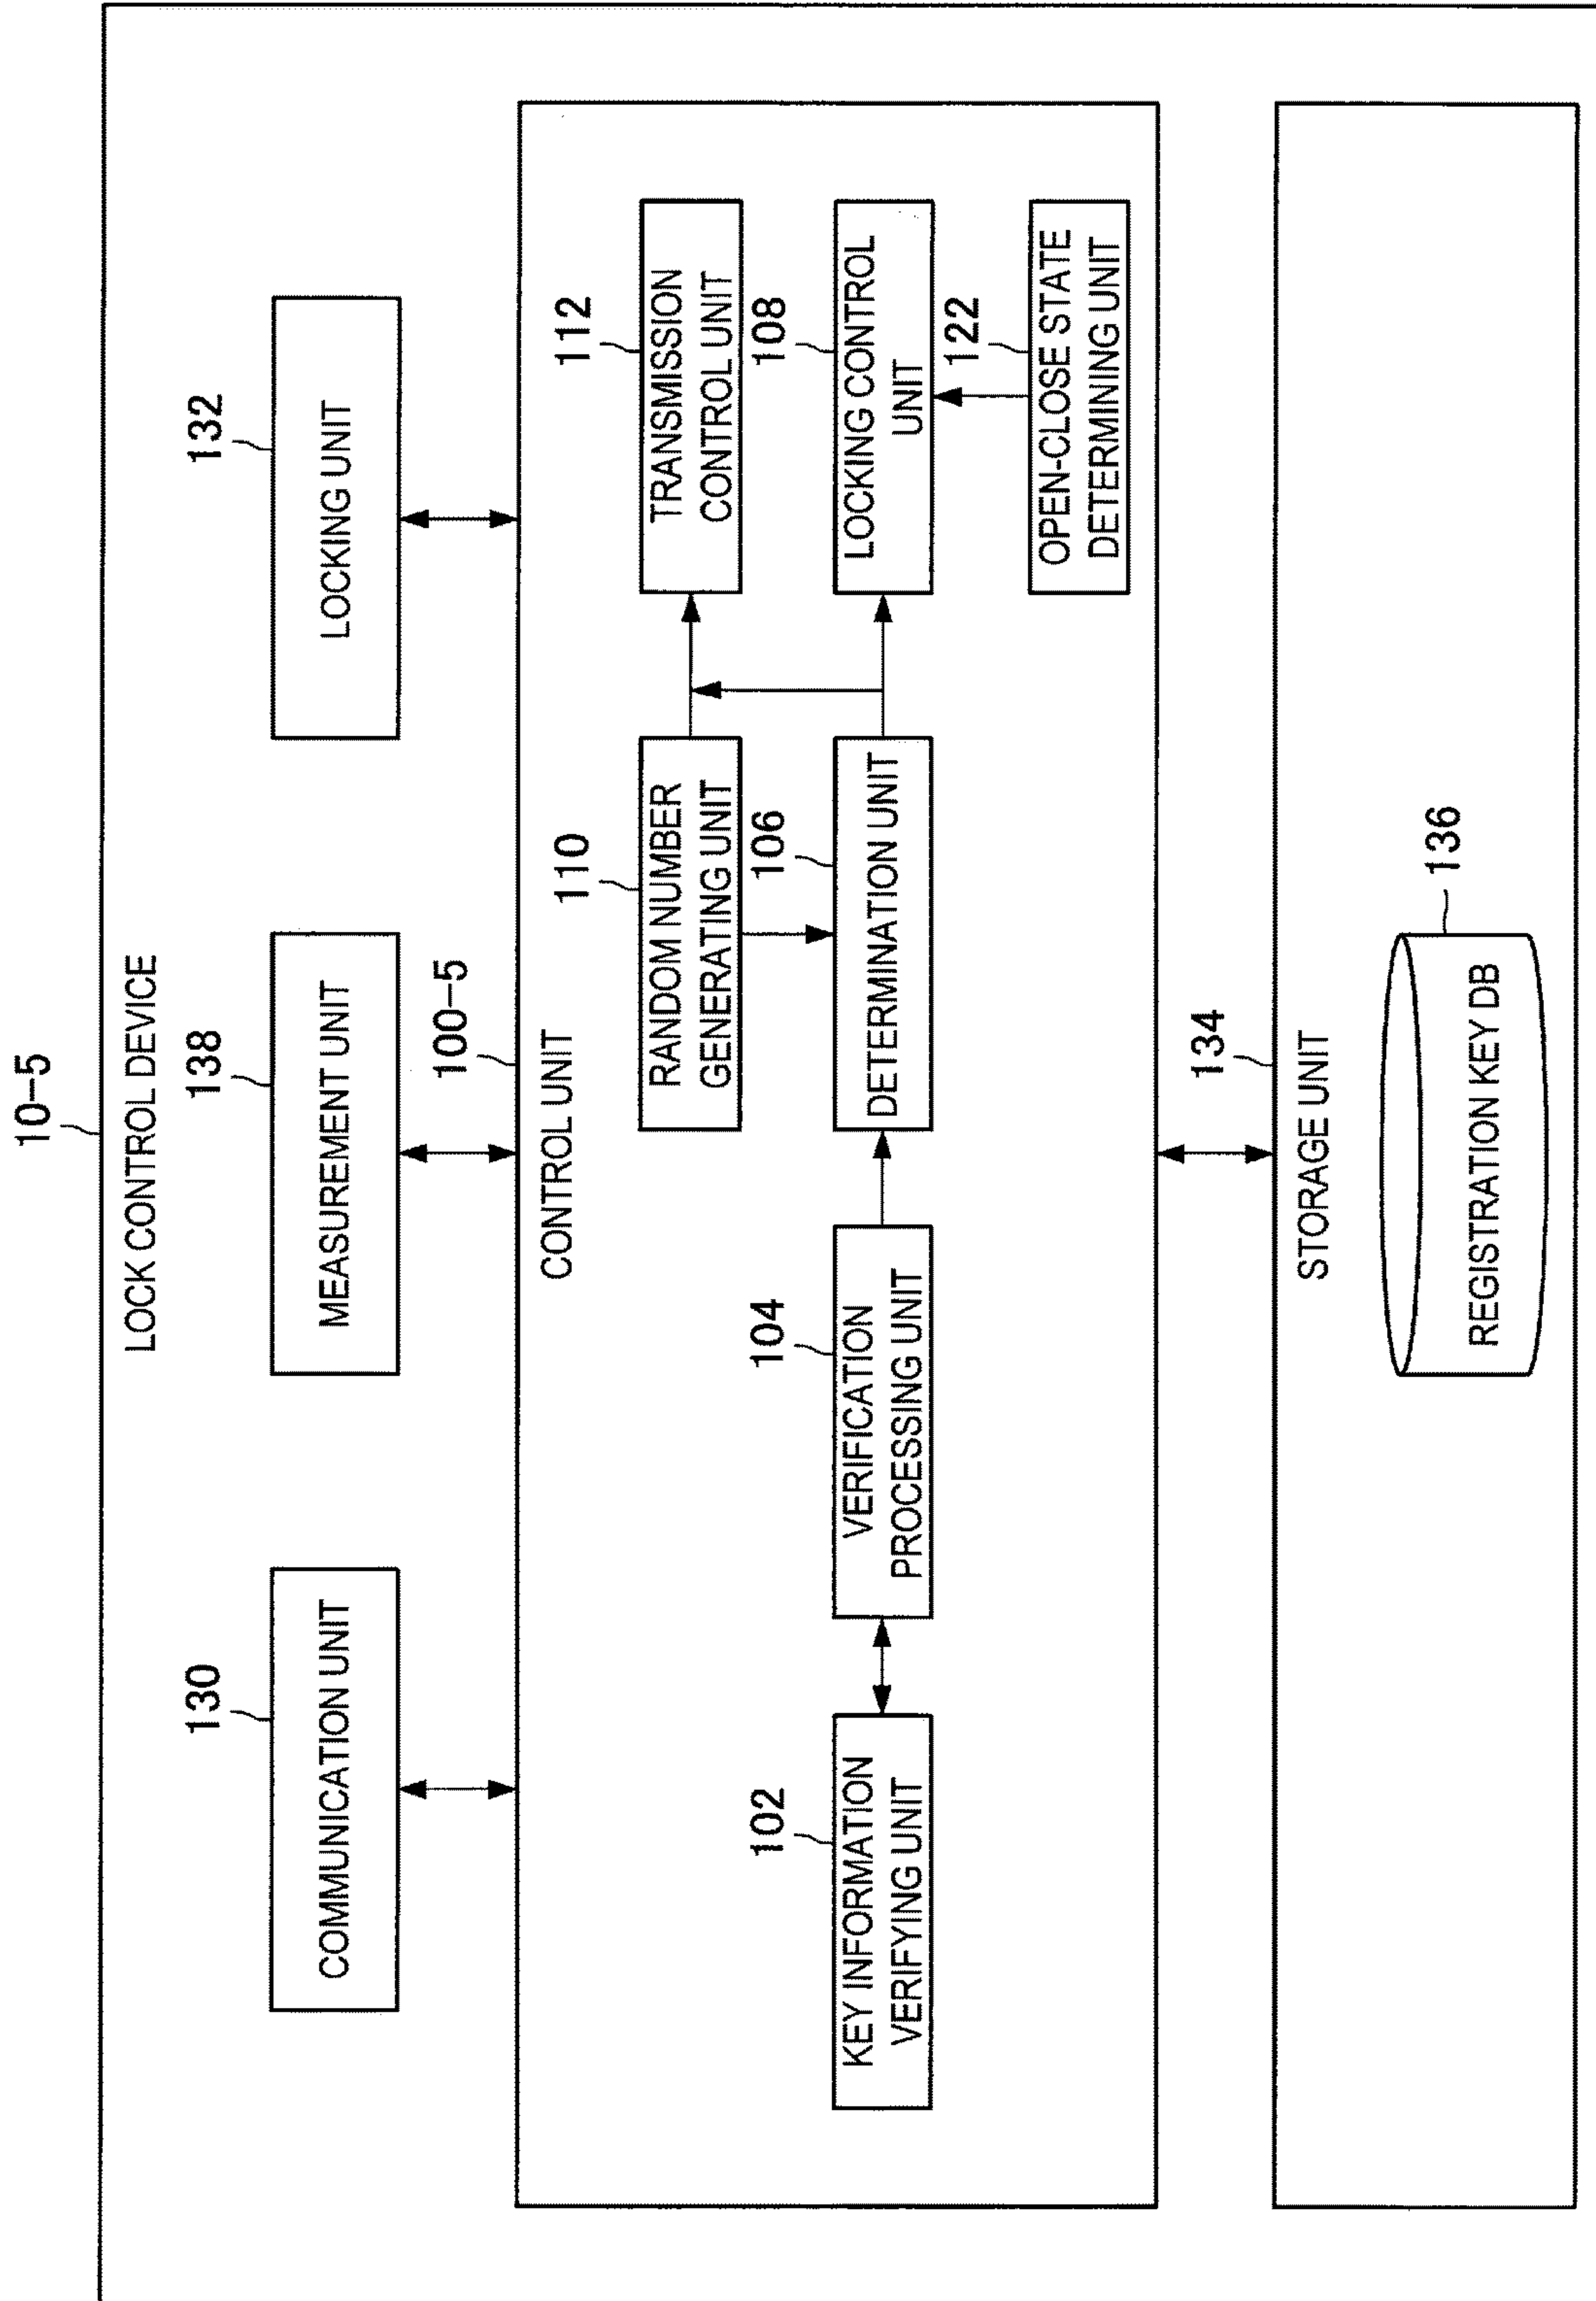 10-5
LOCK CONTROL DEVICE
130
COMMUNICATION UNIT
138
MEASUREMENT UNIT
132
LOCKING UNIT
100-5
CONTROL UNIT
110
RANDOM NUMBER
GENERATING UNIT
112
TRANSMISSION
CONTROL UNIT
102
KEY INFORMATION
VERIFYING UNIT
104
VERIFICATION
PROCESSING UNIT
106
DETERMINATION UNIT
108
LOCKING CONTROL
UNIT
122
OPEN-CLOSE STATE
DETERMINING UNIT
134
STORAGE UNIT
136
REGISTRATION KEY DB